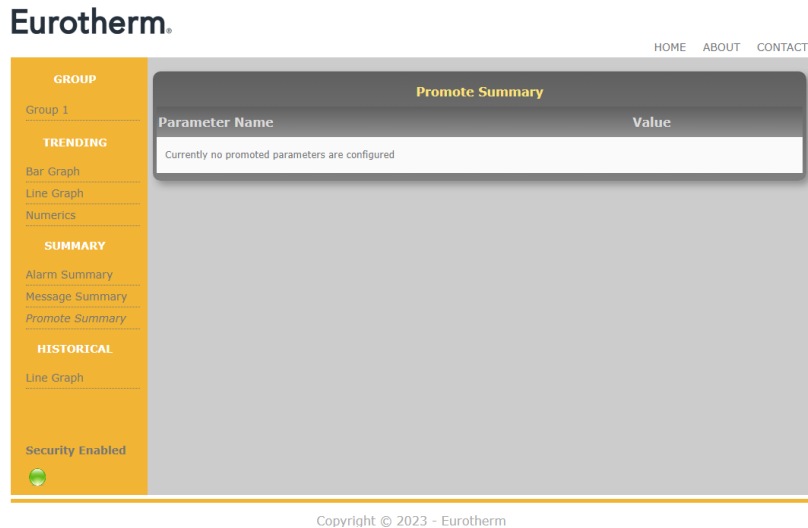 Eurotherm®
HOME ABOUT CONTACT
GROUP
Group 1
TRENDING
Bar Graph
Line Graph
Numerics
SUMMARY
Alarm Summary
Message Summary
Promote Summary
HISTORICAL
Line Graph
Security Enabled
Promote Summary
Parameter Name Value
Currently no promoted parameters are configured
Copyright © 2023 - Eurotherm